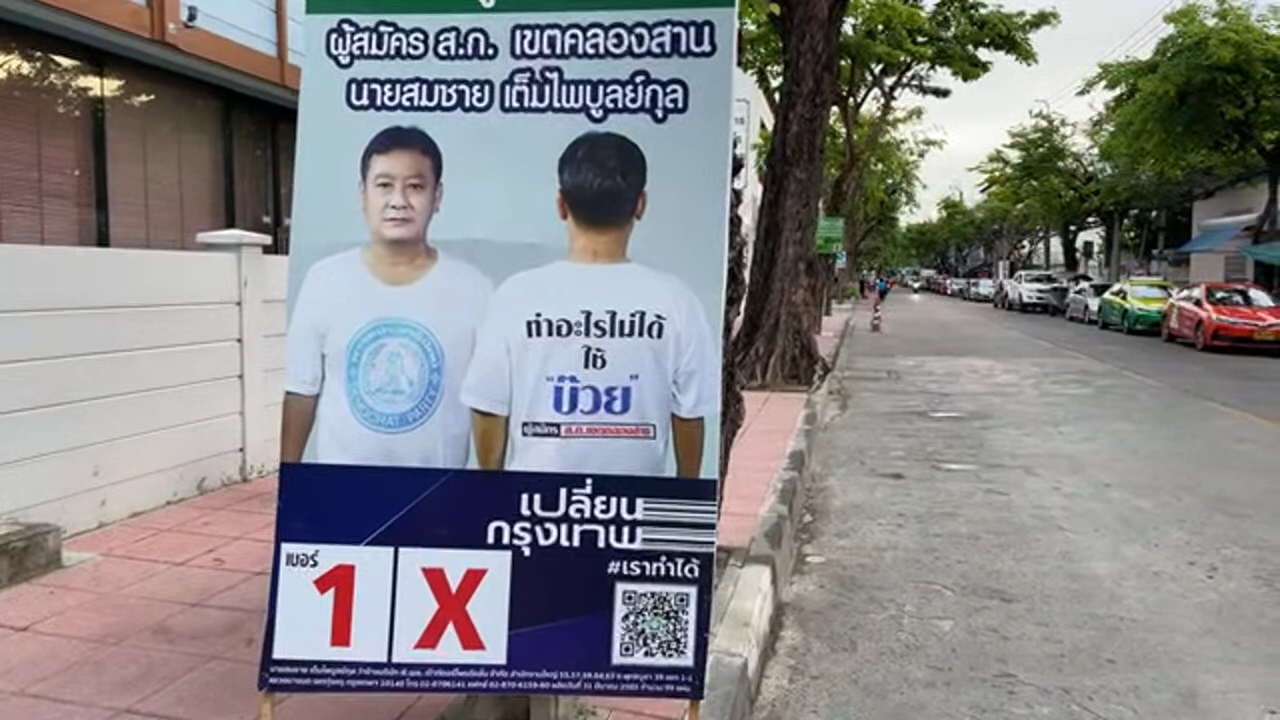 ผู้สมัคร ส.ก. เขตคลองสาน
นายสมชาย เต็มไพบูลย์กุล
ทำอะไรไม่ได้
ใช้
"บ๊วย"
ผู้สมัคร ส.ก.เขตคลองสาน
เปลี่ยน
กรุงเทพ
#เราทำได้
เบอร์
1 X